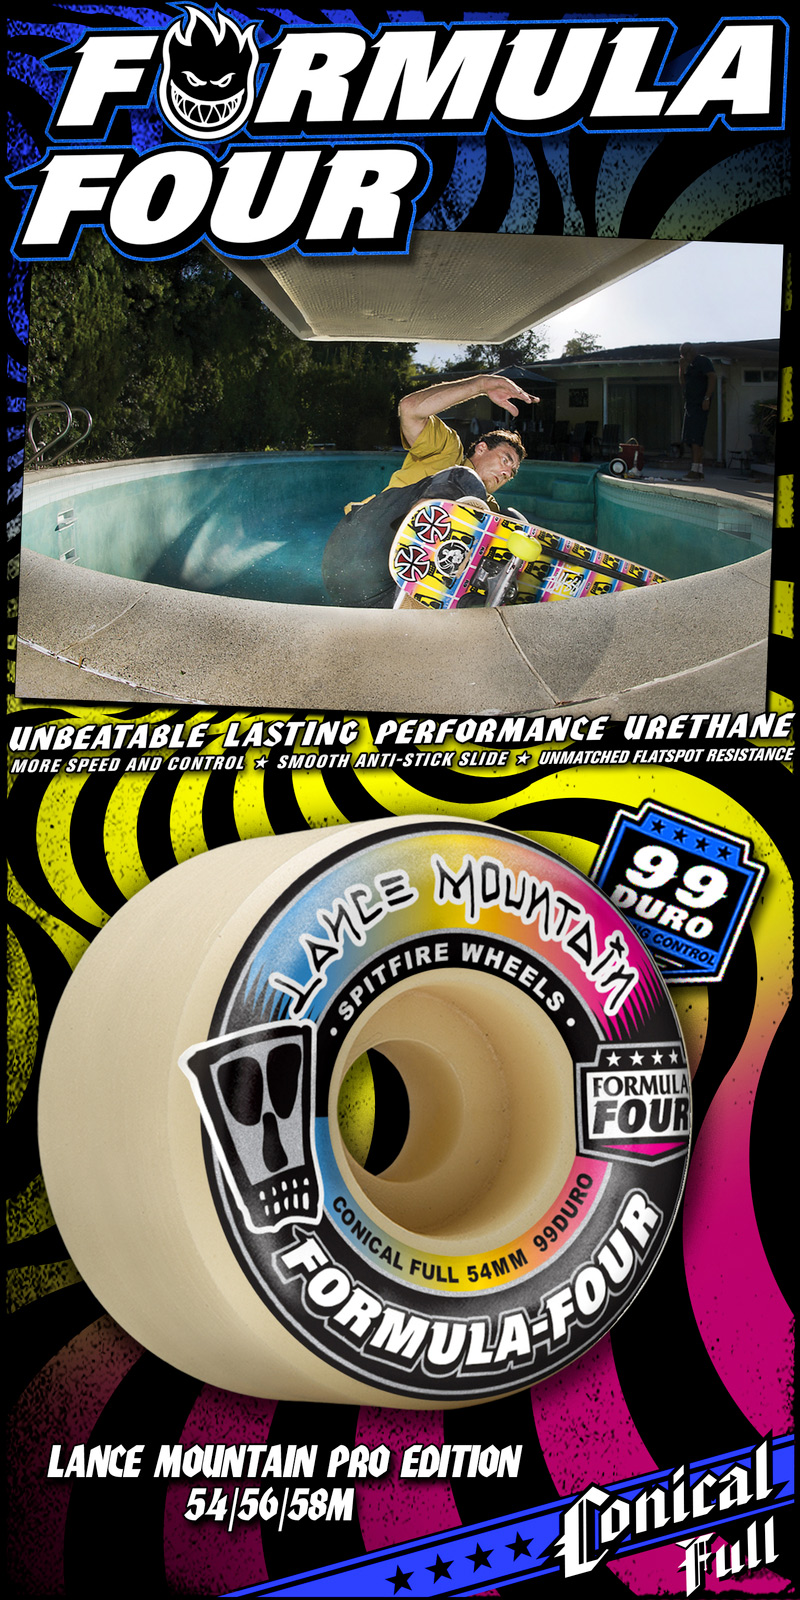 FORMULA
FOUR
UNBEATABLE LASTING PERFORMANCE URETHANE
MORE SPEED AND CONTROL ★ SMOOTH ANTI-STICK SLIDE ★ UNMATCHED FLATSPOT RESISTANCE
99
DURO
CONTROL
LANCE MOUNTAIN
• SPITFIRE WHEELS •
FORMULA
FOUR
CONICAL FULL 54MM 99DURO
FORMULA-FOUR
LANCE MOUNTAIN PRO EDITION
54|56|58M
Conical
Full